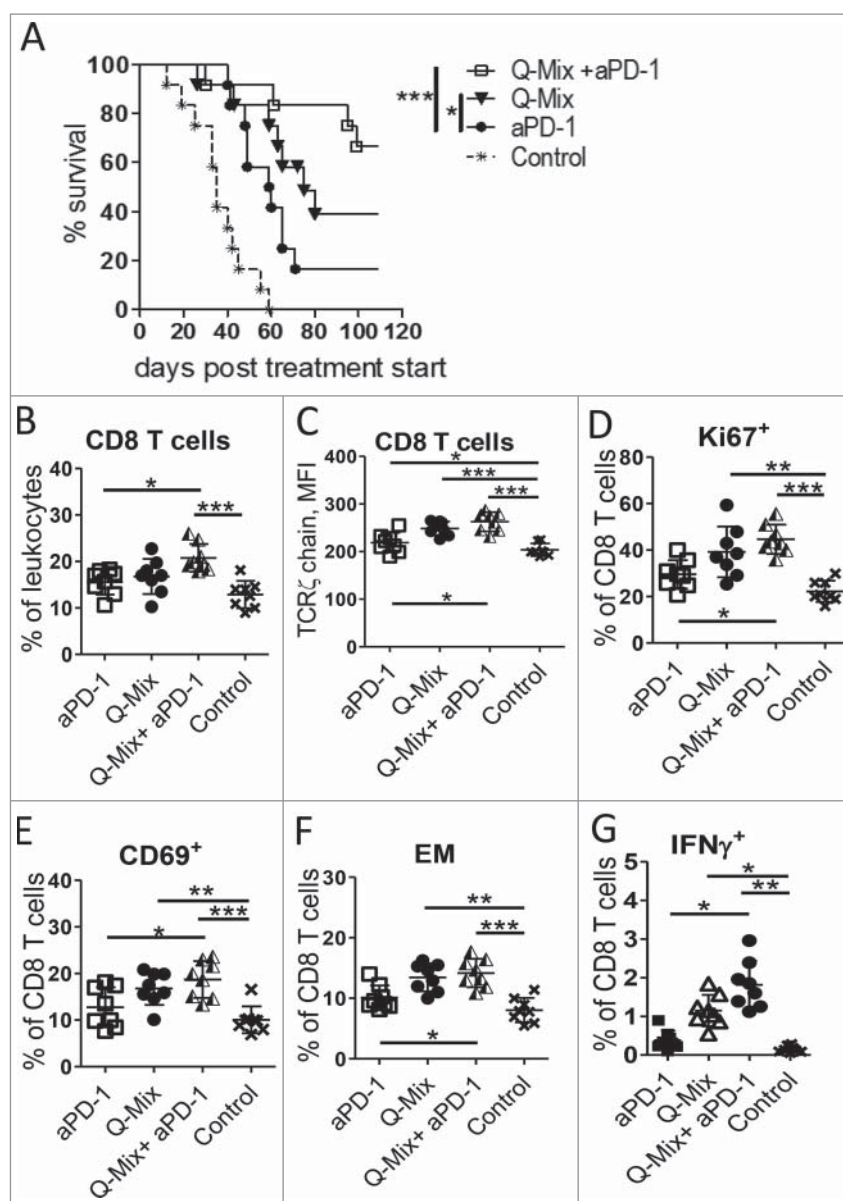 A
% survival
100
80
60
40
20
0
0 20 40 60 80 100 120
days post treatment start
*** *
Q-Mix +aPD-1
Q-Mix
aPD-1
Control
B
CD8 T cells
% of leukocytes
40
30
20
10
0
*
***
aPD-1
Q-Mix
Q-Mix+ aPD-1
Control
C
CD8 T cells
TCRζ chain, MFI
400
300
200
100
0
*
***
***
*
aPD-1
Q-Mix
Q-Mix+ aPD-1
Control
D
Ki67+
% of CD8 T cells
80
60
40
20
0
**
***
*
aPD-1
Q-Mix
Q-Mix+ aPD-1
Control
E
CD69+
% of CD8 T cells
40
30
20
10
0
**
***
*
aPD-1
Q-Mix
Q-Mix+ aPD-1
Control
F
EM
% of CD8 T cells
30
20
10
0
**
***
*
aPD-1
Q-Mix
Q-Mix+ aPD-1
Control
G
IFNγ+
% of CD8 T cells
5
4
3
2
1
0
*
**
*
aPD-1
Q-Mix
Q-Mix+ aPD-1
Control